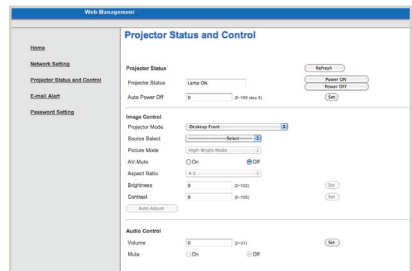 Web Management
Projector Status and Control
Home
Network Setting
Projector Status and Control
E-mail Alert
Password Setting
Projector Status
Refresh
Projector Status Lamp ON Power ON
Power OFF
Auto Power Off 0 (0-180 step 5) Set
Image Control
Projector Mode Desktop Front
Source Select Select
Picture Mode High-Bright Mode
AV-Mute On Off
Aspect Ratio 4:3
Brightness 0 (0-100) Set
Contrast 0 (0-100) Set
Auto Adjust
Audio Control
Volume 0 (0-31) Set
Mute On Off